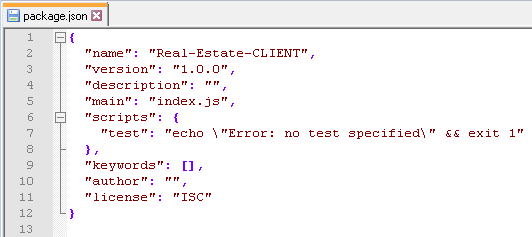 package.json
1 {
2 "name": "Real-Estate-CLIENT",
3 "version": "1.0.0",
4 "description": "",
5 "main": "index.js",
6 "scripts": {
7 "test": "echo \"Error: no test specified\" && exit 1"
8 },
9 "keywords": [],
10 "author": "",
11 "license": "ISC"
12 }
13